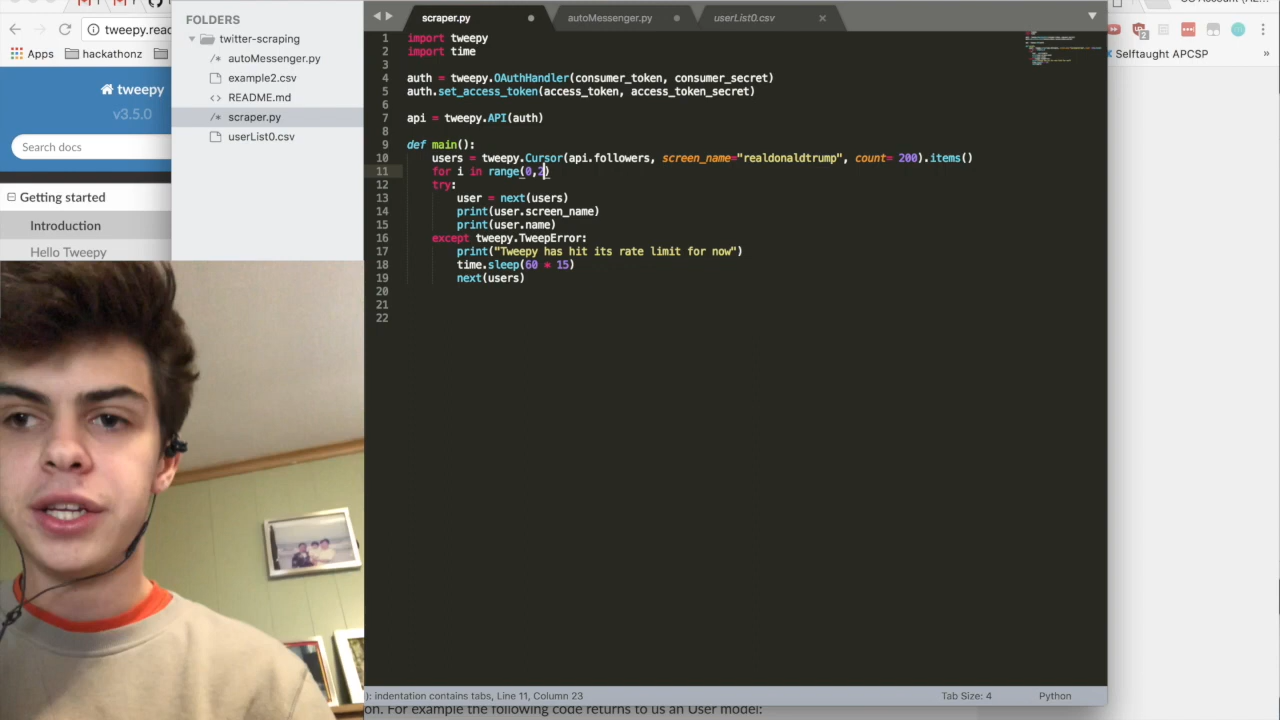 tweepy.read
Apps hackathonz
Selftaught APCSP
tweepy
v3.5.0
Search docs
Getting started
Introduction
Hello Tweepy
FOLDERS
twitter-scraping
autoMessenger.py
example2.csv
README.md
scraper.py
userList0.csv
scraper.py autoMessenger.py userList0.csv
1 import tweepy
2 import time
3
4 auth = tweepy.OAuthHandler(consumer_token, consumer_secret)
5 auth.set_access_token(access_token, access_token_secret)
6
7 api = tweepy.API(auth)
8
9 def main():
10 users = tweepy.Cursor(api.followers, screen_name="realdonaldtrump", count= 200).items()
11 for i in range(0,2)
12 try:
13 user = next(users)
14 print(user.screen_name)
15 print(user.name)
16 except tweepy.TweepError:
17 print("Tweepy has hit its rate limit for now")
18 time.sleep(60 * 15)
19 next(users)
20
21
22
): indentation contains tabs, Line 11, Column 23 Tab Size: 4 Python
on. For example the following code returns to us an User model: